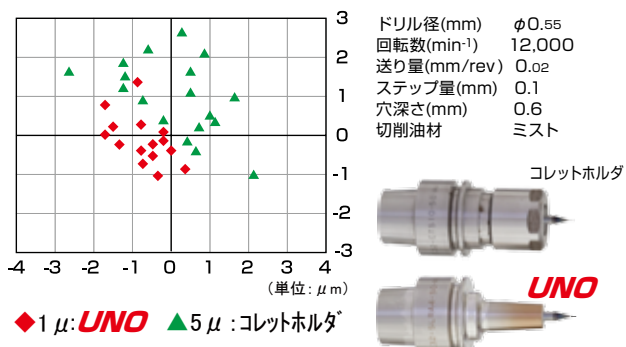 3
2
1
0
-1
-2
-3
-4 -3 -2 -1 0 1 2 3 4
(単位:μm)
◆1μ:UNO ▲5μ:コレットホルダ
ドリル径(mm) φ0.55
回転数(min-1) 12,000
送り量(mm/rev) 0.02
ステップ量(mm) 0.1
穴深さ(mm) 0.6
切削油材 ミスト
コレットホルダ
UNO